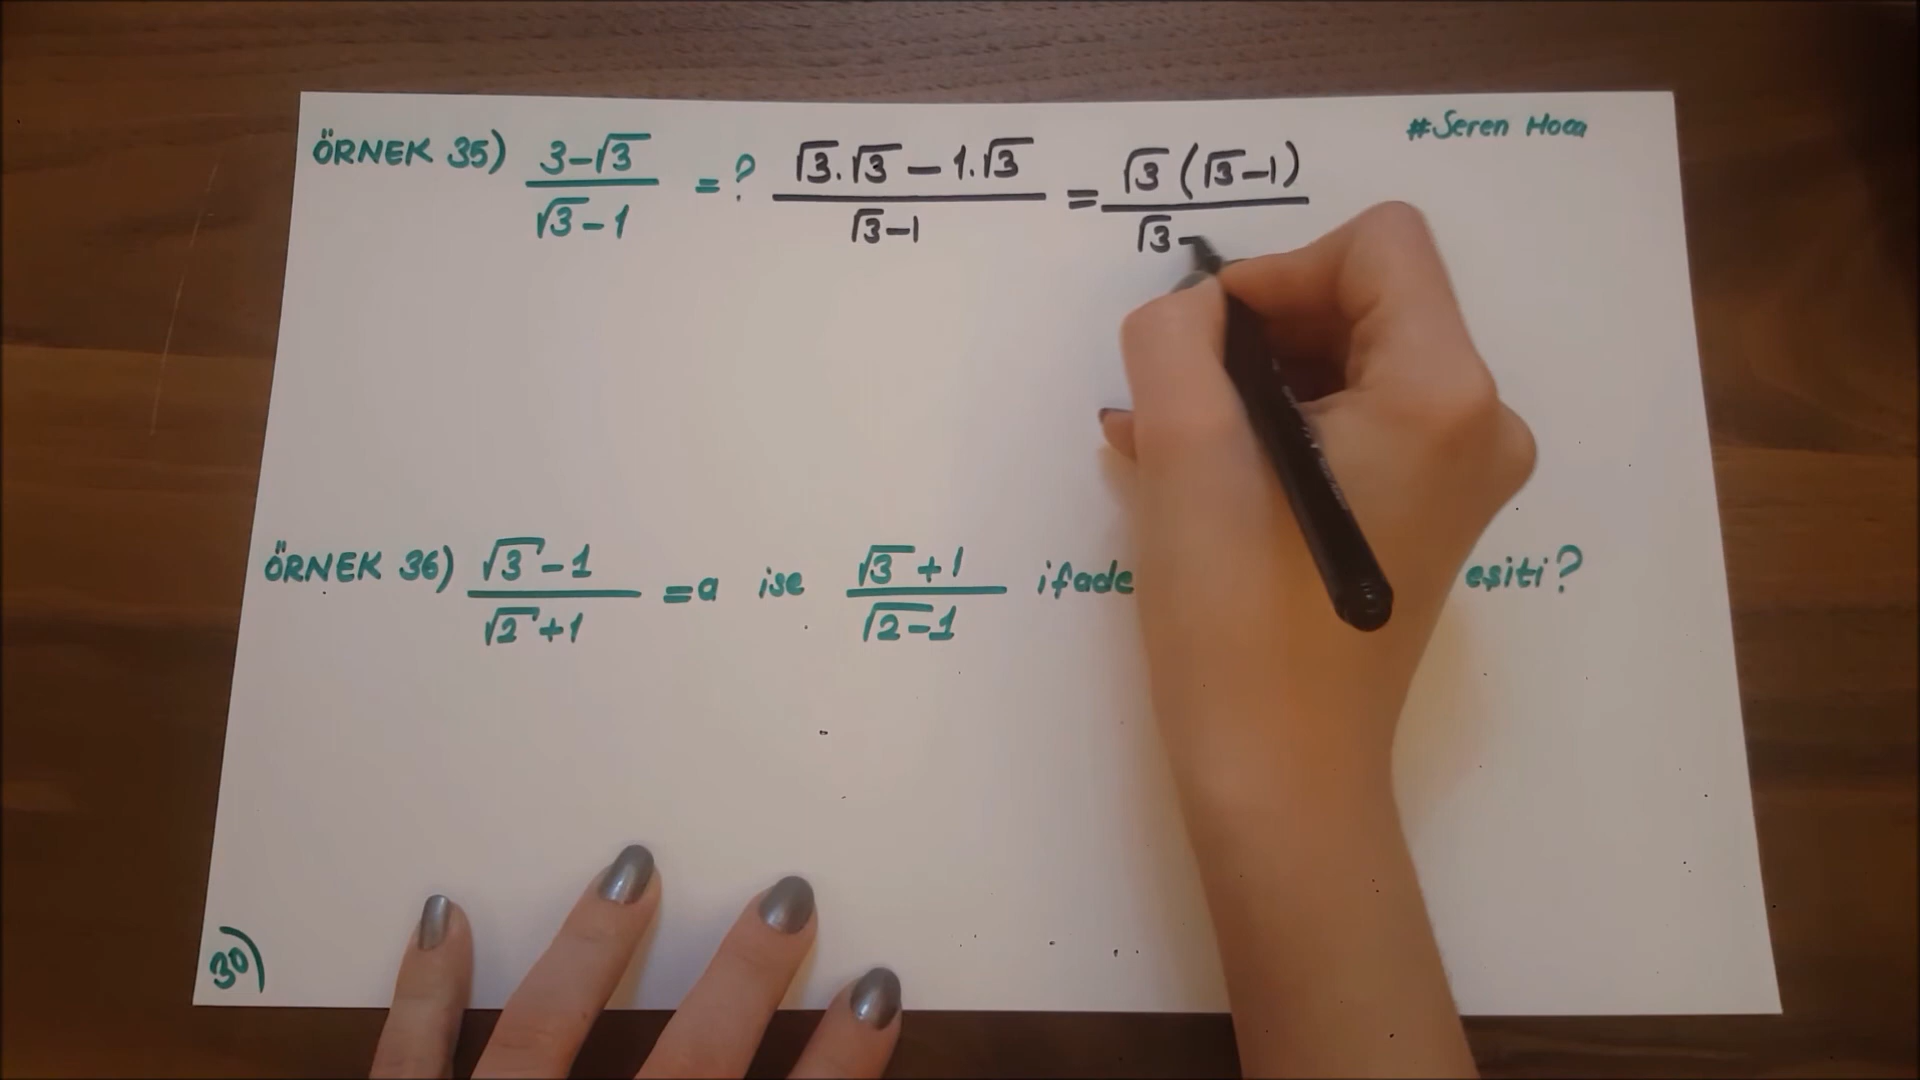 #Seren Hoca
ÖRNEK 35) (3-√3)/(√3-1) = ? (√3.√3-1.√3)/(√3-1) = (√3(√3-1))/(√3-
ÖRNEK 36) (√3-1)/(√2+1) = a ise (√3+1)/(√2-1) ifade eşiti?
30)